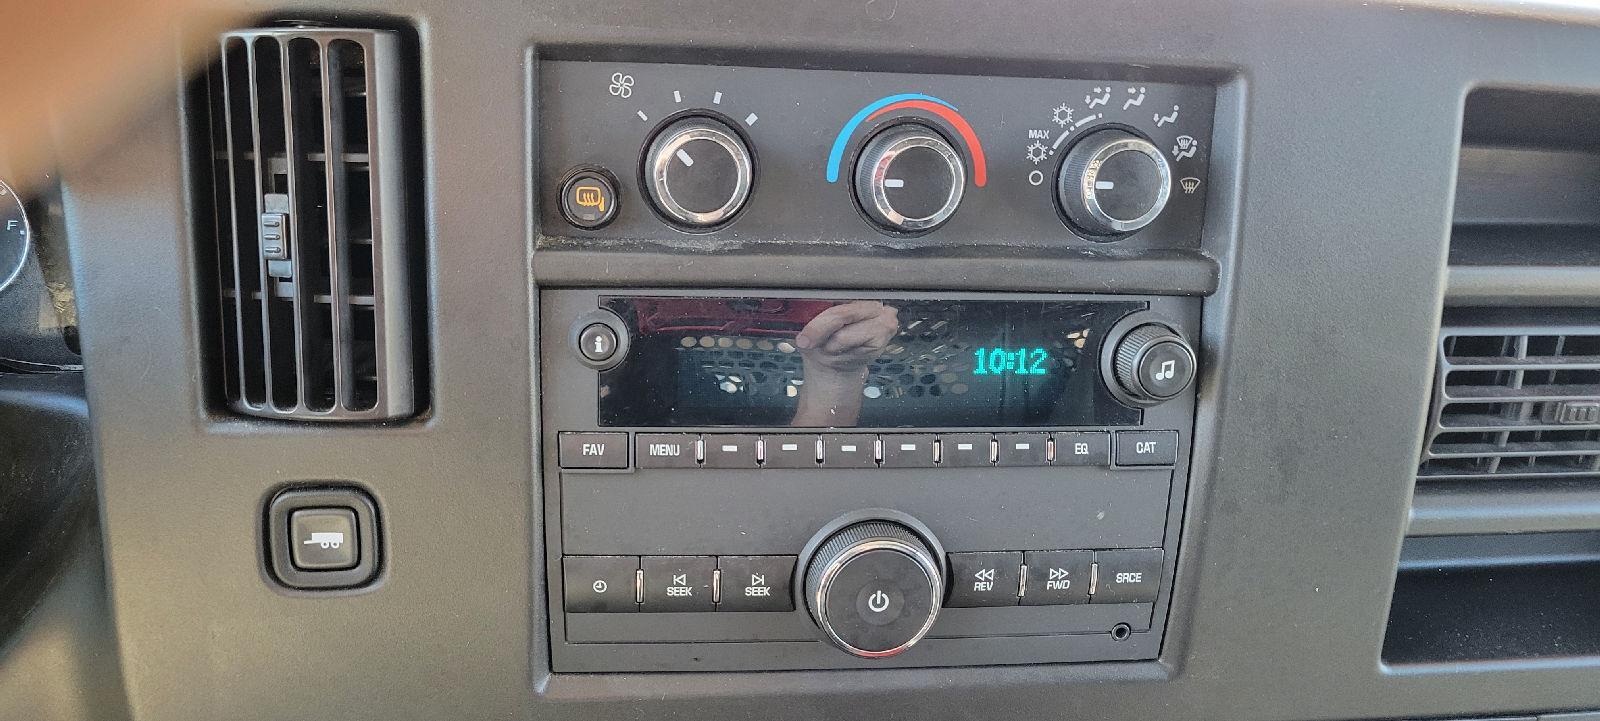 F
MAX
i
10:12
FAV
MENU
EQ
CAT
SEEK
SEEK
REV
FWD
SRCE